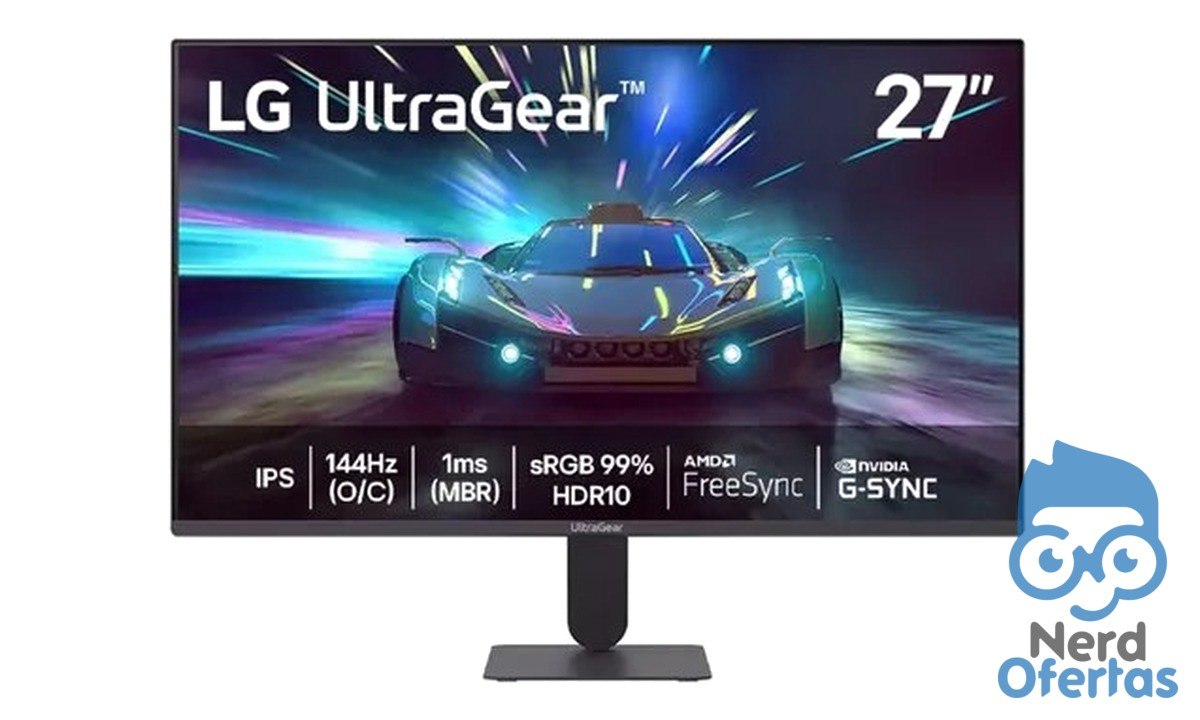 LG UltraGear™
27"
IPS
144Hz
(O/C)
1ms
(MBR)
sRGB 99%
HDR10
AMD
FreeSync
NVIDIA
G-SYNC
UltraGear
Nerd
Ofertas